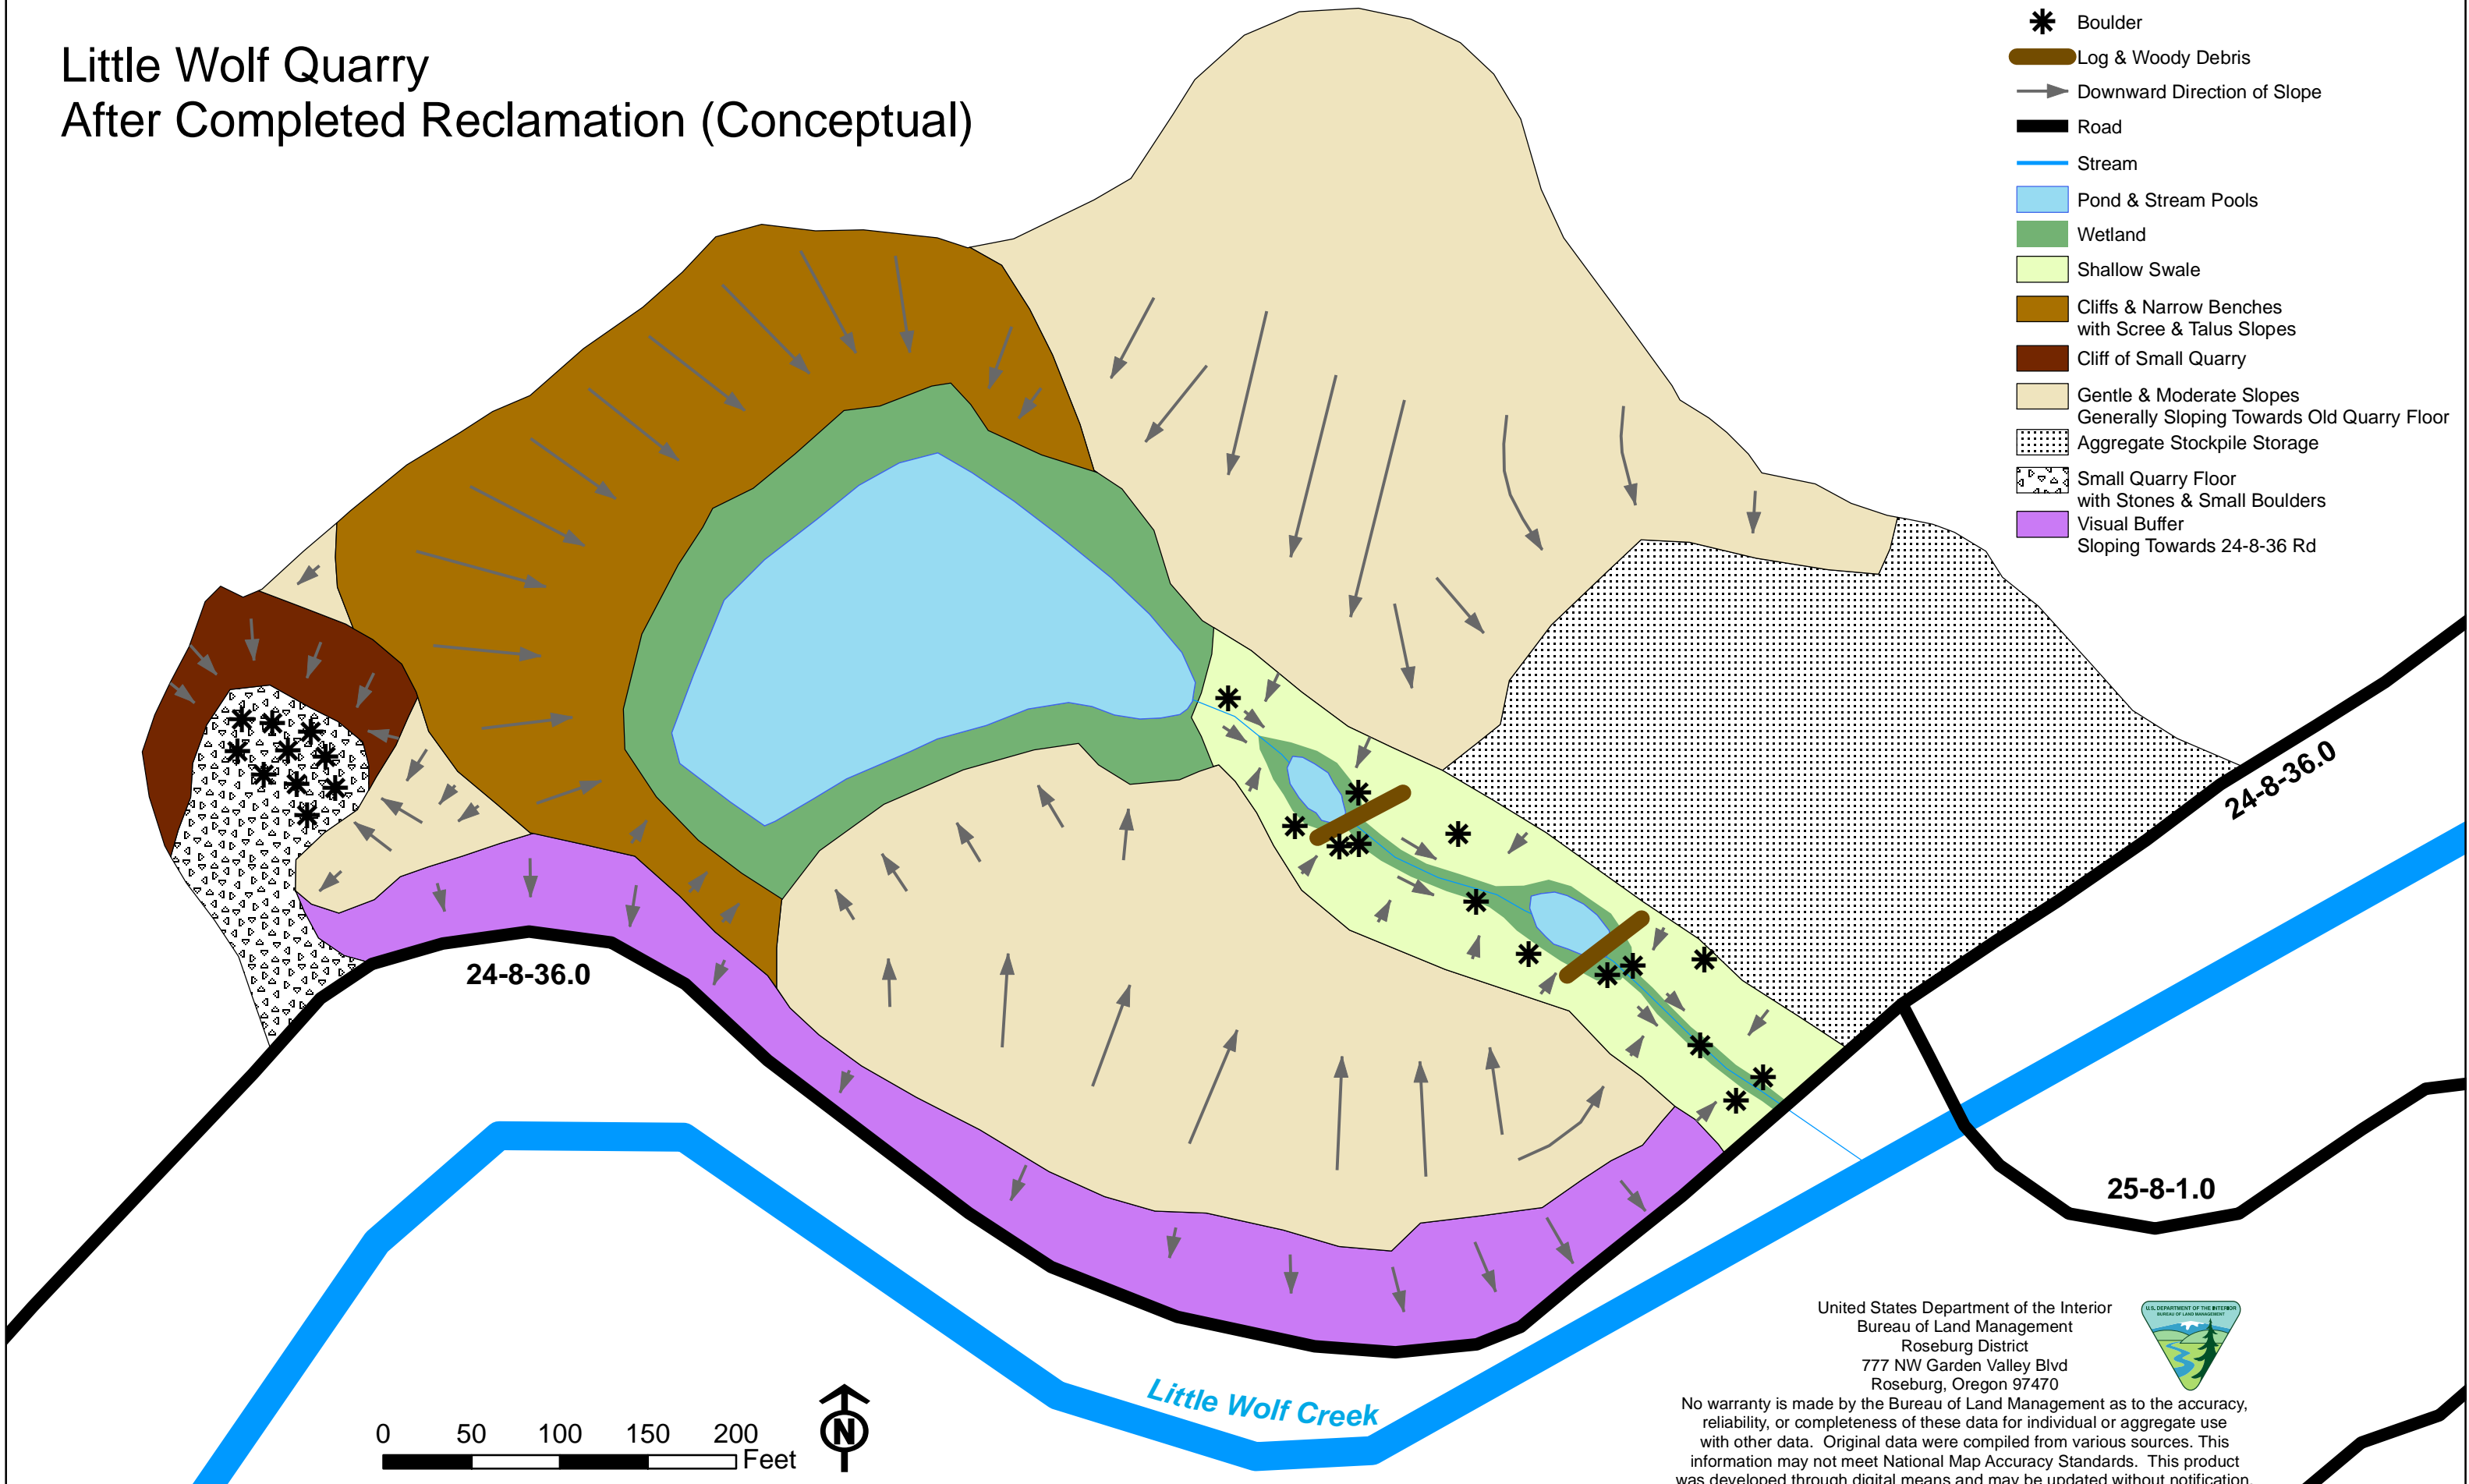 Little Wolf Quarry
After Completed Reclamation (Conceptual)
Boulder
Log & Woody Debris
Downward Direction of Slope
Road
Stream
Pond & Stream Pools
Wetland
Shallow Swale
Cliffs & Narrow Benches
with Scree & Talus Slopes
Cliff of Small Quarry
Gentle & Moderate Slopes
Generally Sloping Towards Old Quarry Floor
Aggregate Stockpile Storage
Small Quarry Floor
with Stones & Small Boulders
Visual Buffer
Sloping Towards 24-8-36 Rd
24-8-36.0
24-8-36.0
25-8-1.0
Little Wolf Creek
0 50 100 150 200
Feet
N
United States Department of the Interior
Bureau of Land Management
Roseburg District
777 NW Garden Valley Blvd
Roseburg, Oregon 97470
U.S. DEPARTMENT OF THE INTERIOR
BUREAU OF LAND MANAGEMENT
No warranty is made by the Bureau of Land Management as to the accuracy,
reliability, or completeness of these data for individual or aggregate use
with other data. Original data were compiled from various sources. This
information may not meet National Map Accuracy Standards. This product
was developed through digital means and may be updated without notification.